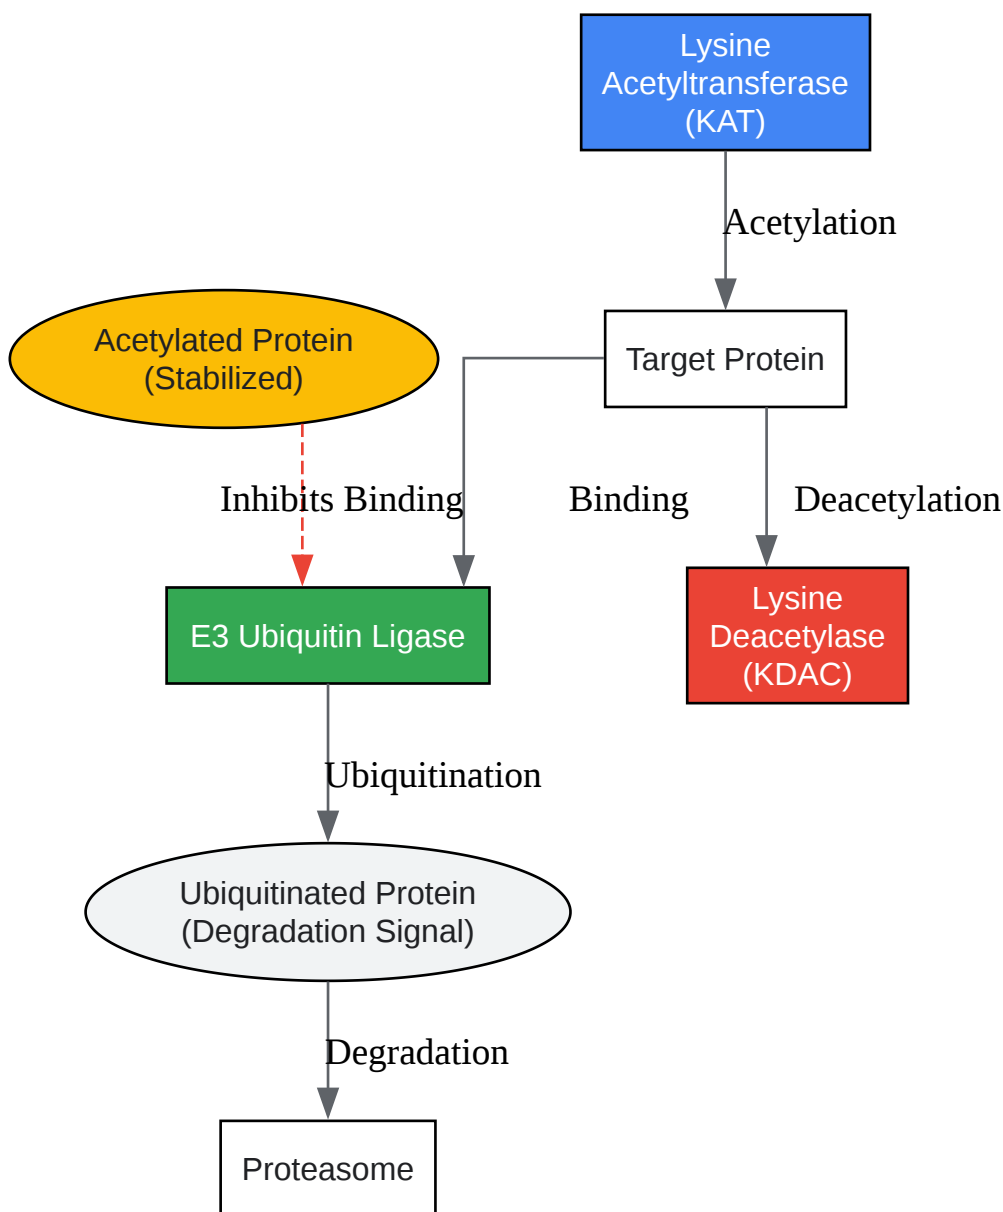 Lysine
Acetyltransferase
(KAT)
Acetylation
Acetylated Protein
(Stabilized)
Target Protein
Inhibits Binding
Binding
Deacetylation
E3 Ubiquitin Ligase
Lysine
Deacetylase
(KDAC)
Ubiquitination
Ubiquitinated Protein
(Degradation Signal)
Degradation
Proteasome